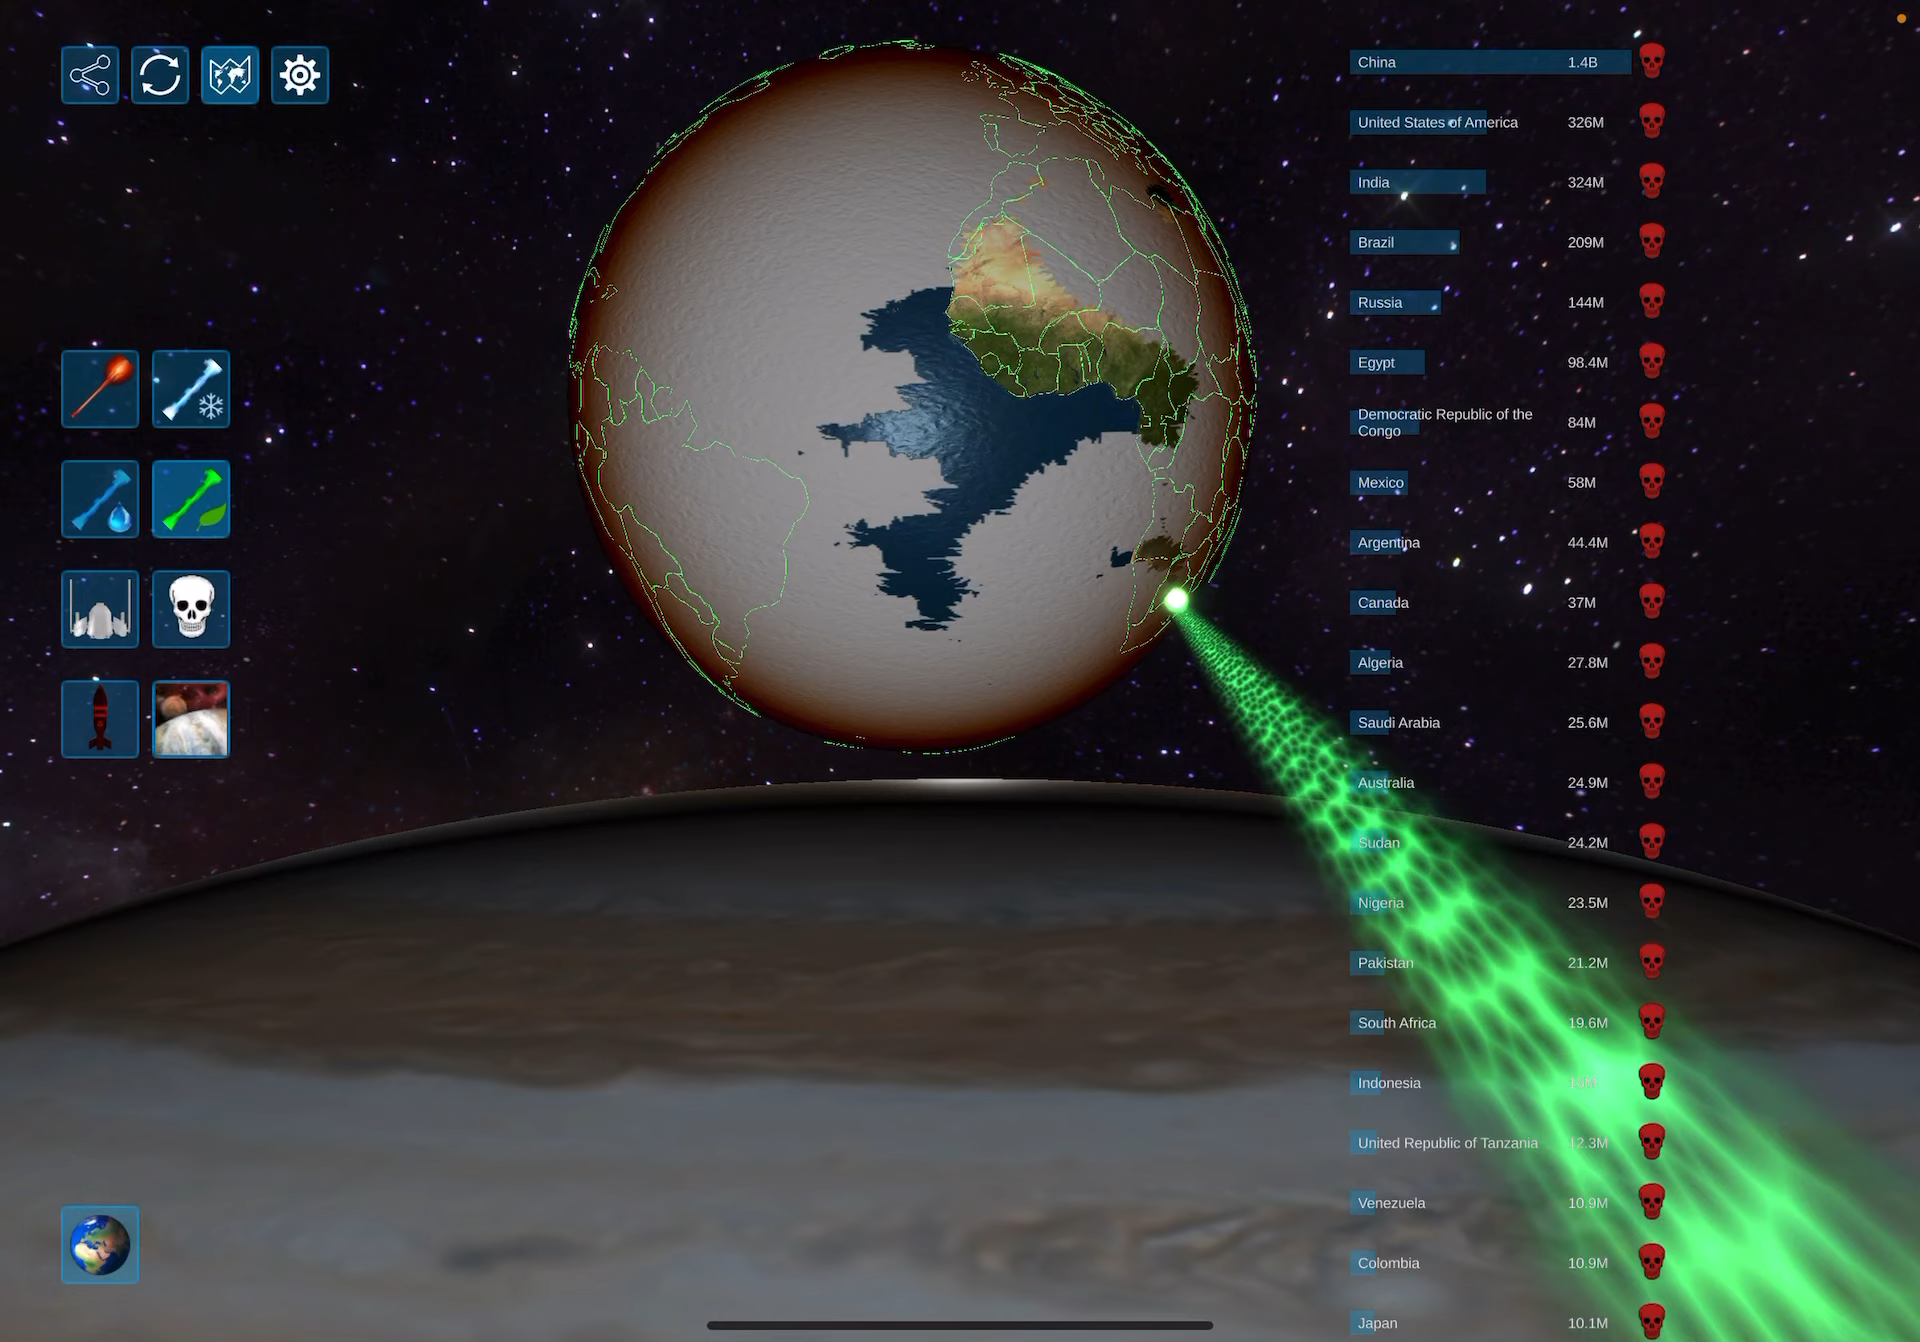 China 1.4B
United States of America 326M
India 324M
Brazil 209M
Russia 144M
Egypt 98.4M
Democratic Republic of the
Congo 84M
Mexico 58M
Argentina 44.4M
Canada 37M
Algeria 27.8M
Saudi Arabia 25.6M
Australia 24.9M
Sudan 24.2M
Nigeria 23.5M
Pakistan 21.2M
South Africa 19.6M
Indonesia
United Republic of Tanzania 12.3M
Venezuela 10.9M
Colombia 10.9M
Japan 10.1M